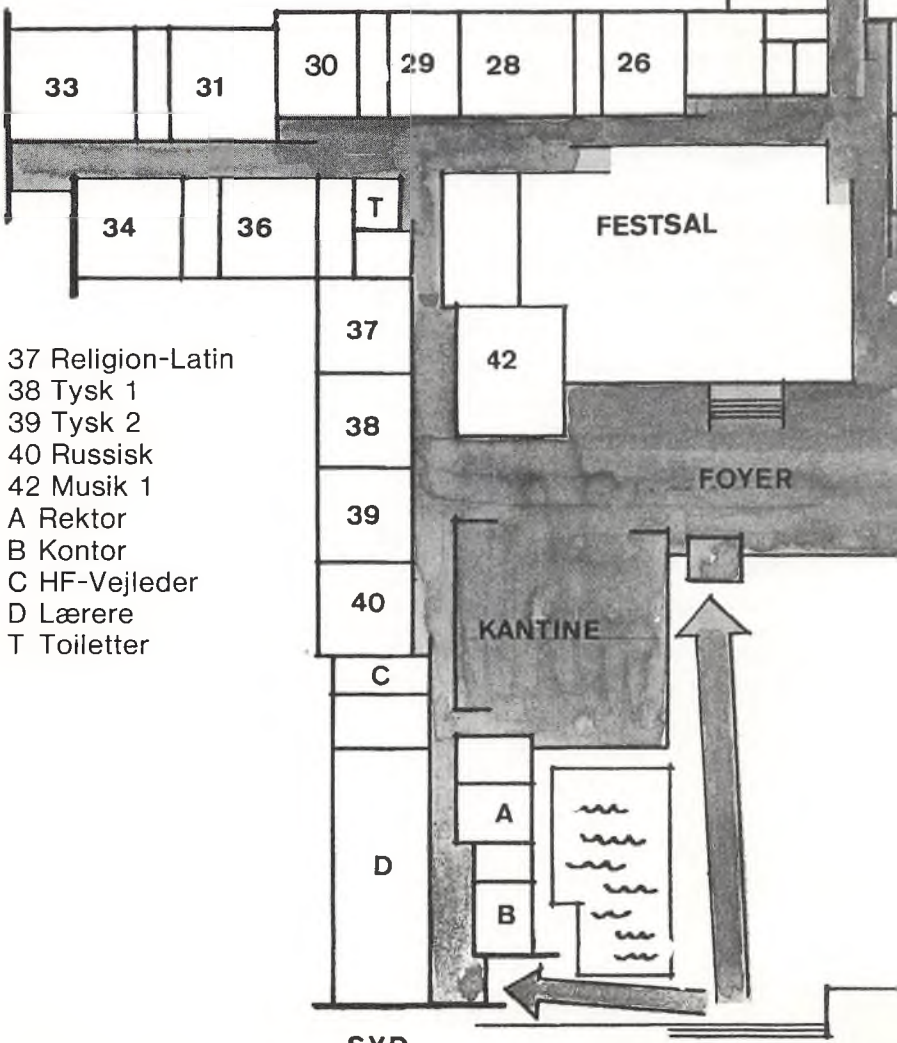 33
31
30
29
28
26
34
36
T
FESTSAL
37
42
38
39
40
FOYER
KANTINE
37 Religion-Latin
38 Tysk 1
39 Tysk 2
40 Russisk
42 Musik 1
A Rektor
B Kontor
C HF-Vejleder
D Lærere
T Toiletter
C
A
D
B
SYD